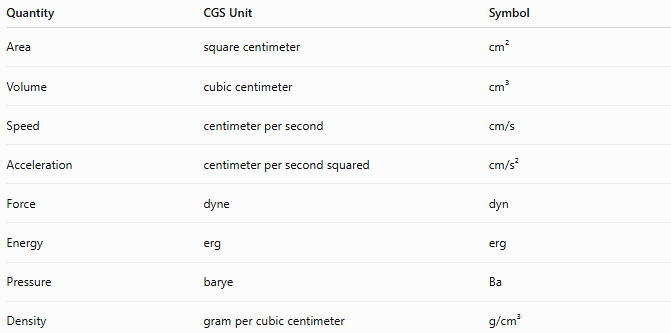 Quantity CGS Unit Symbol
Area square centimeter cm²
Volume cubic centimeter cm³
Speed centimeter per second cm/s
Acceleration centimeter per second squared cm/s²
Force dyne dyn
Energy erg erg
Pressure barye Ba
Density gram per cubic centimeter g/cm³